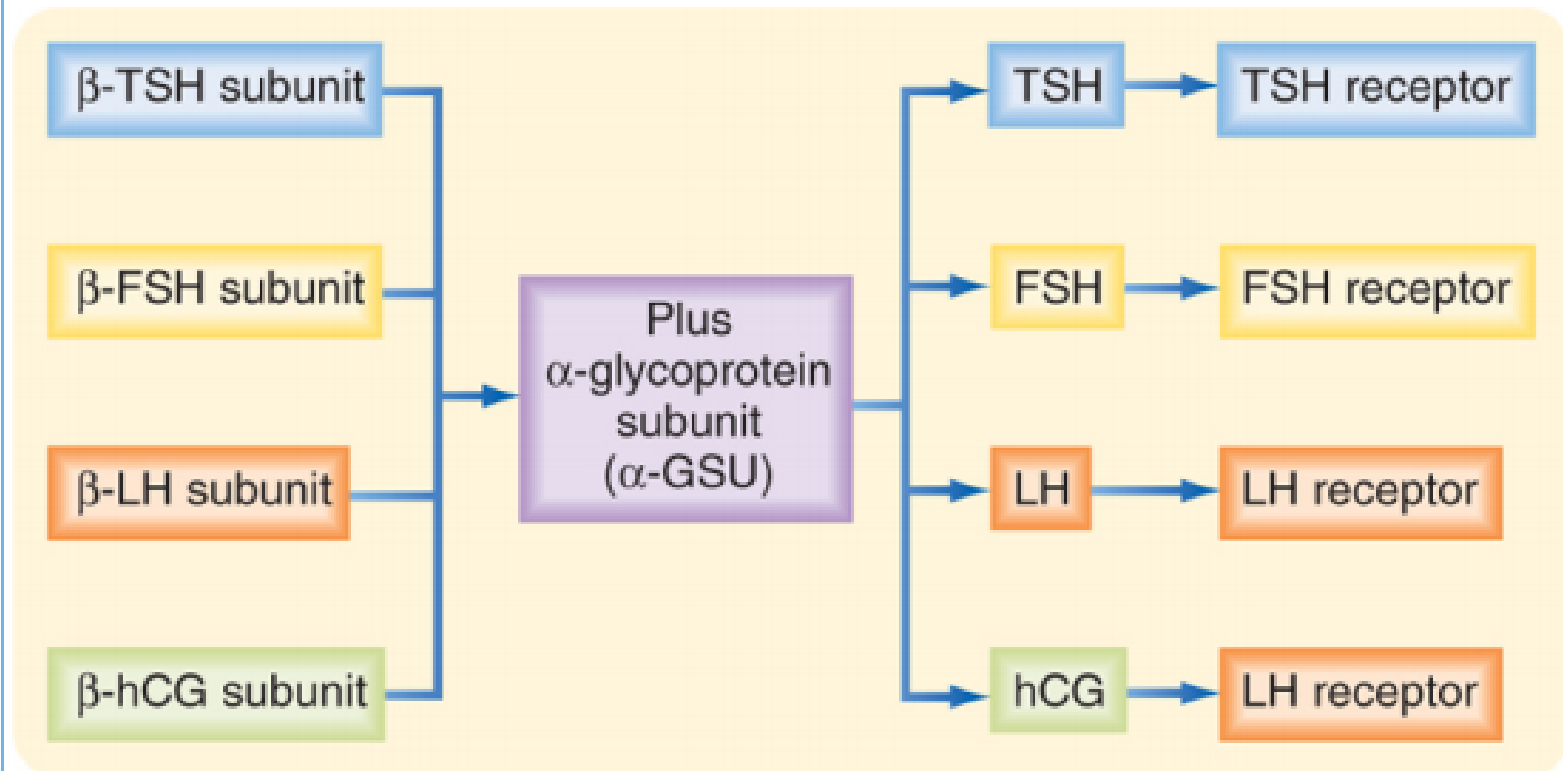 β-TSH subunit
TSH
TSH receptor
β-FSH subunit
FSH
FSH receptor
Plus
α-glycoprotein
subunit
(α-GSU)
β-LH subunit
LH
LH receptor
β-hCG subunit
hCG
LH receptor